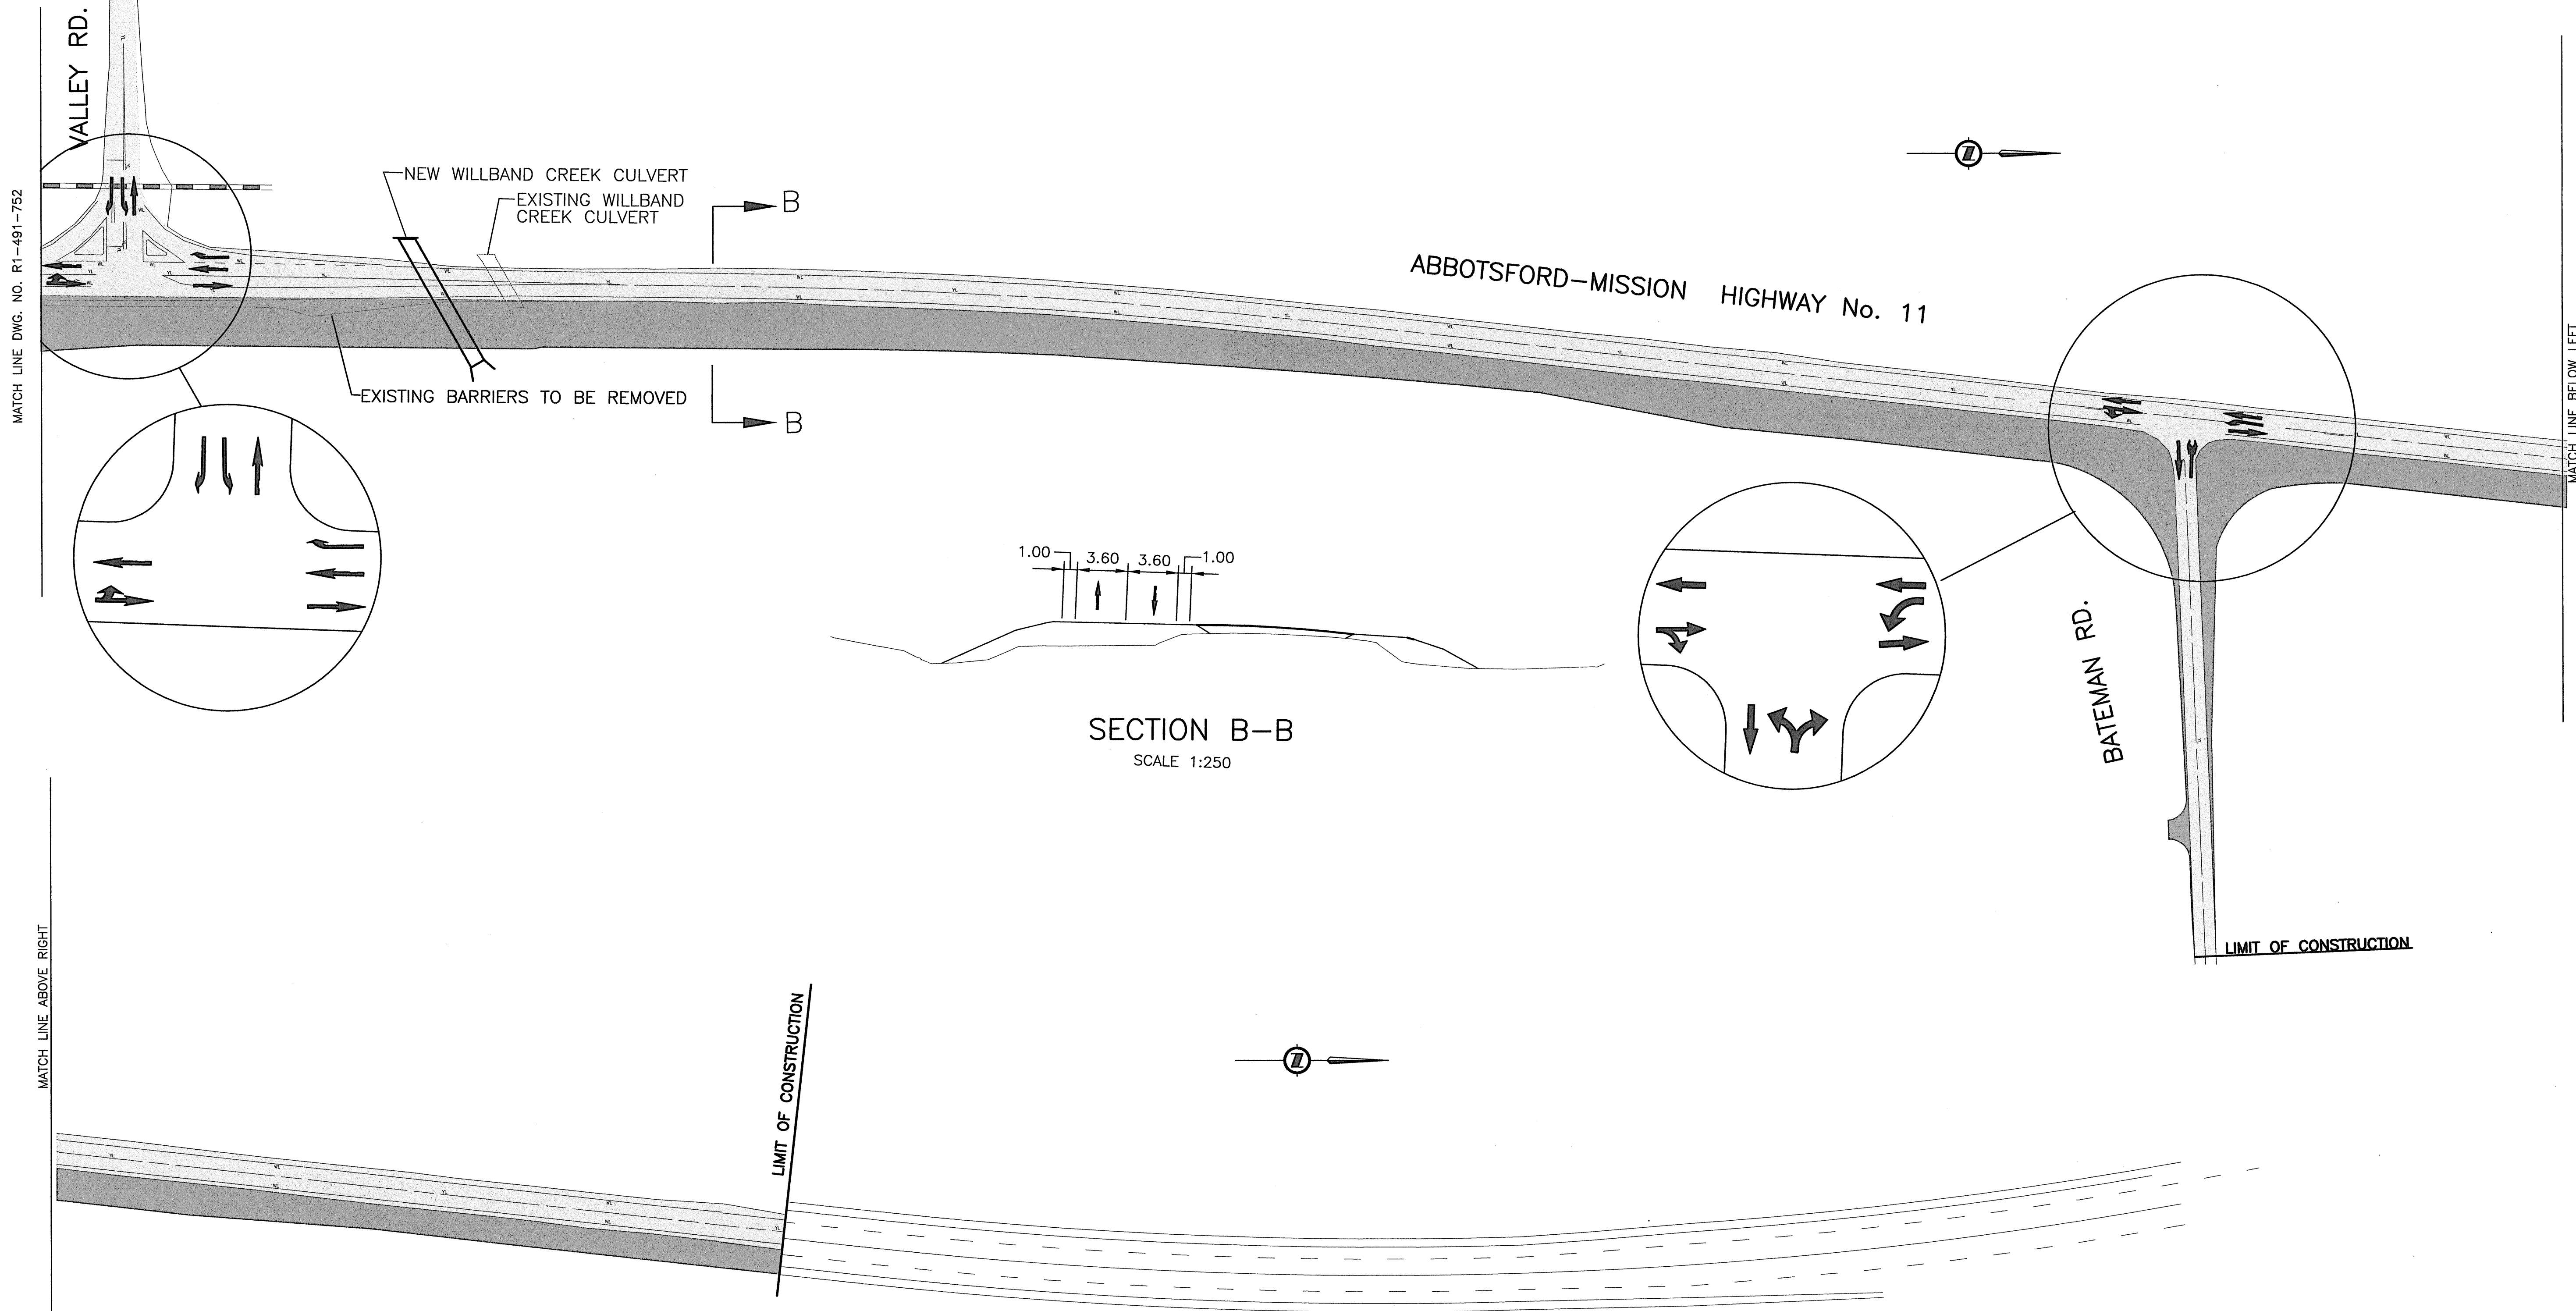 VALLEY RD.
MATCH LINE DWG. NO. R1-491-752
NEW WILLBAND CREEK CULVERT
EXISTING WILLBAND
CREEK CULVERT
B
B
EXISTING BARRIERS TO BE REMOVED
ABBOTSFORD-MISSION HIGHWAY No. 11
MATCH LINE BELOW LEFT
1.00
3.60
3.60
1.00
SECTION B-B
SCALE 1:250
BATEMAN RD.
LIMIT OF CONSTRUCTION
MATCH LINE ABOVE RIGHT
LIMIT OF CONSTRUCTION